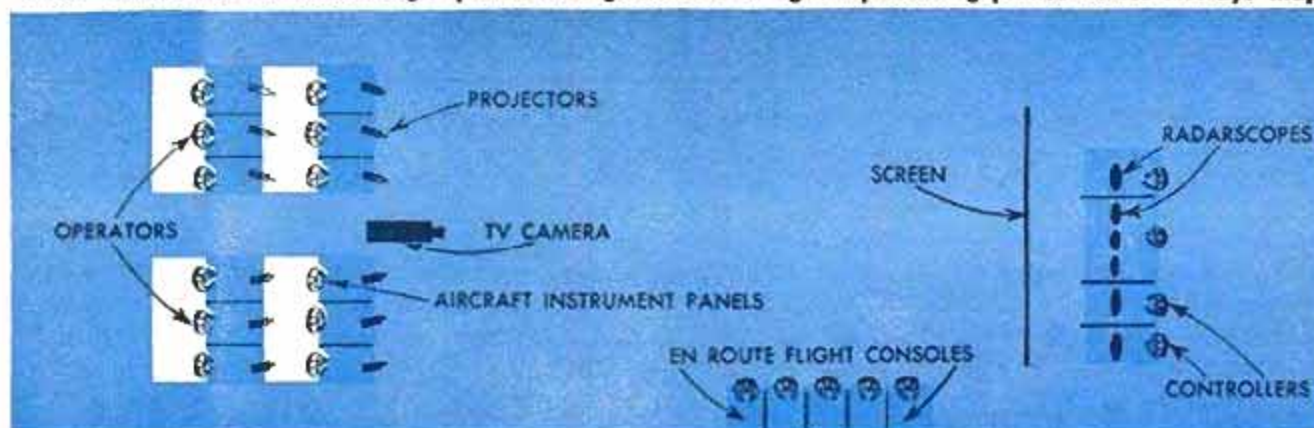 PROJECTORS
RADARSCOPES
SCREEN
OPERATORS
TV CAMERA
AIRCRAFT INSTRUMENT PANELS
EN ROUTE FLIGHT CONSOLES
CONTROLLERS